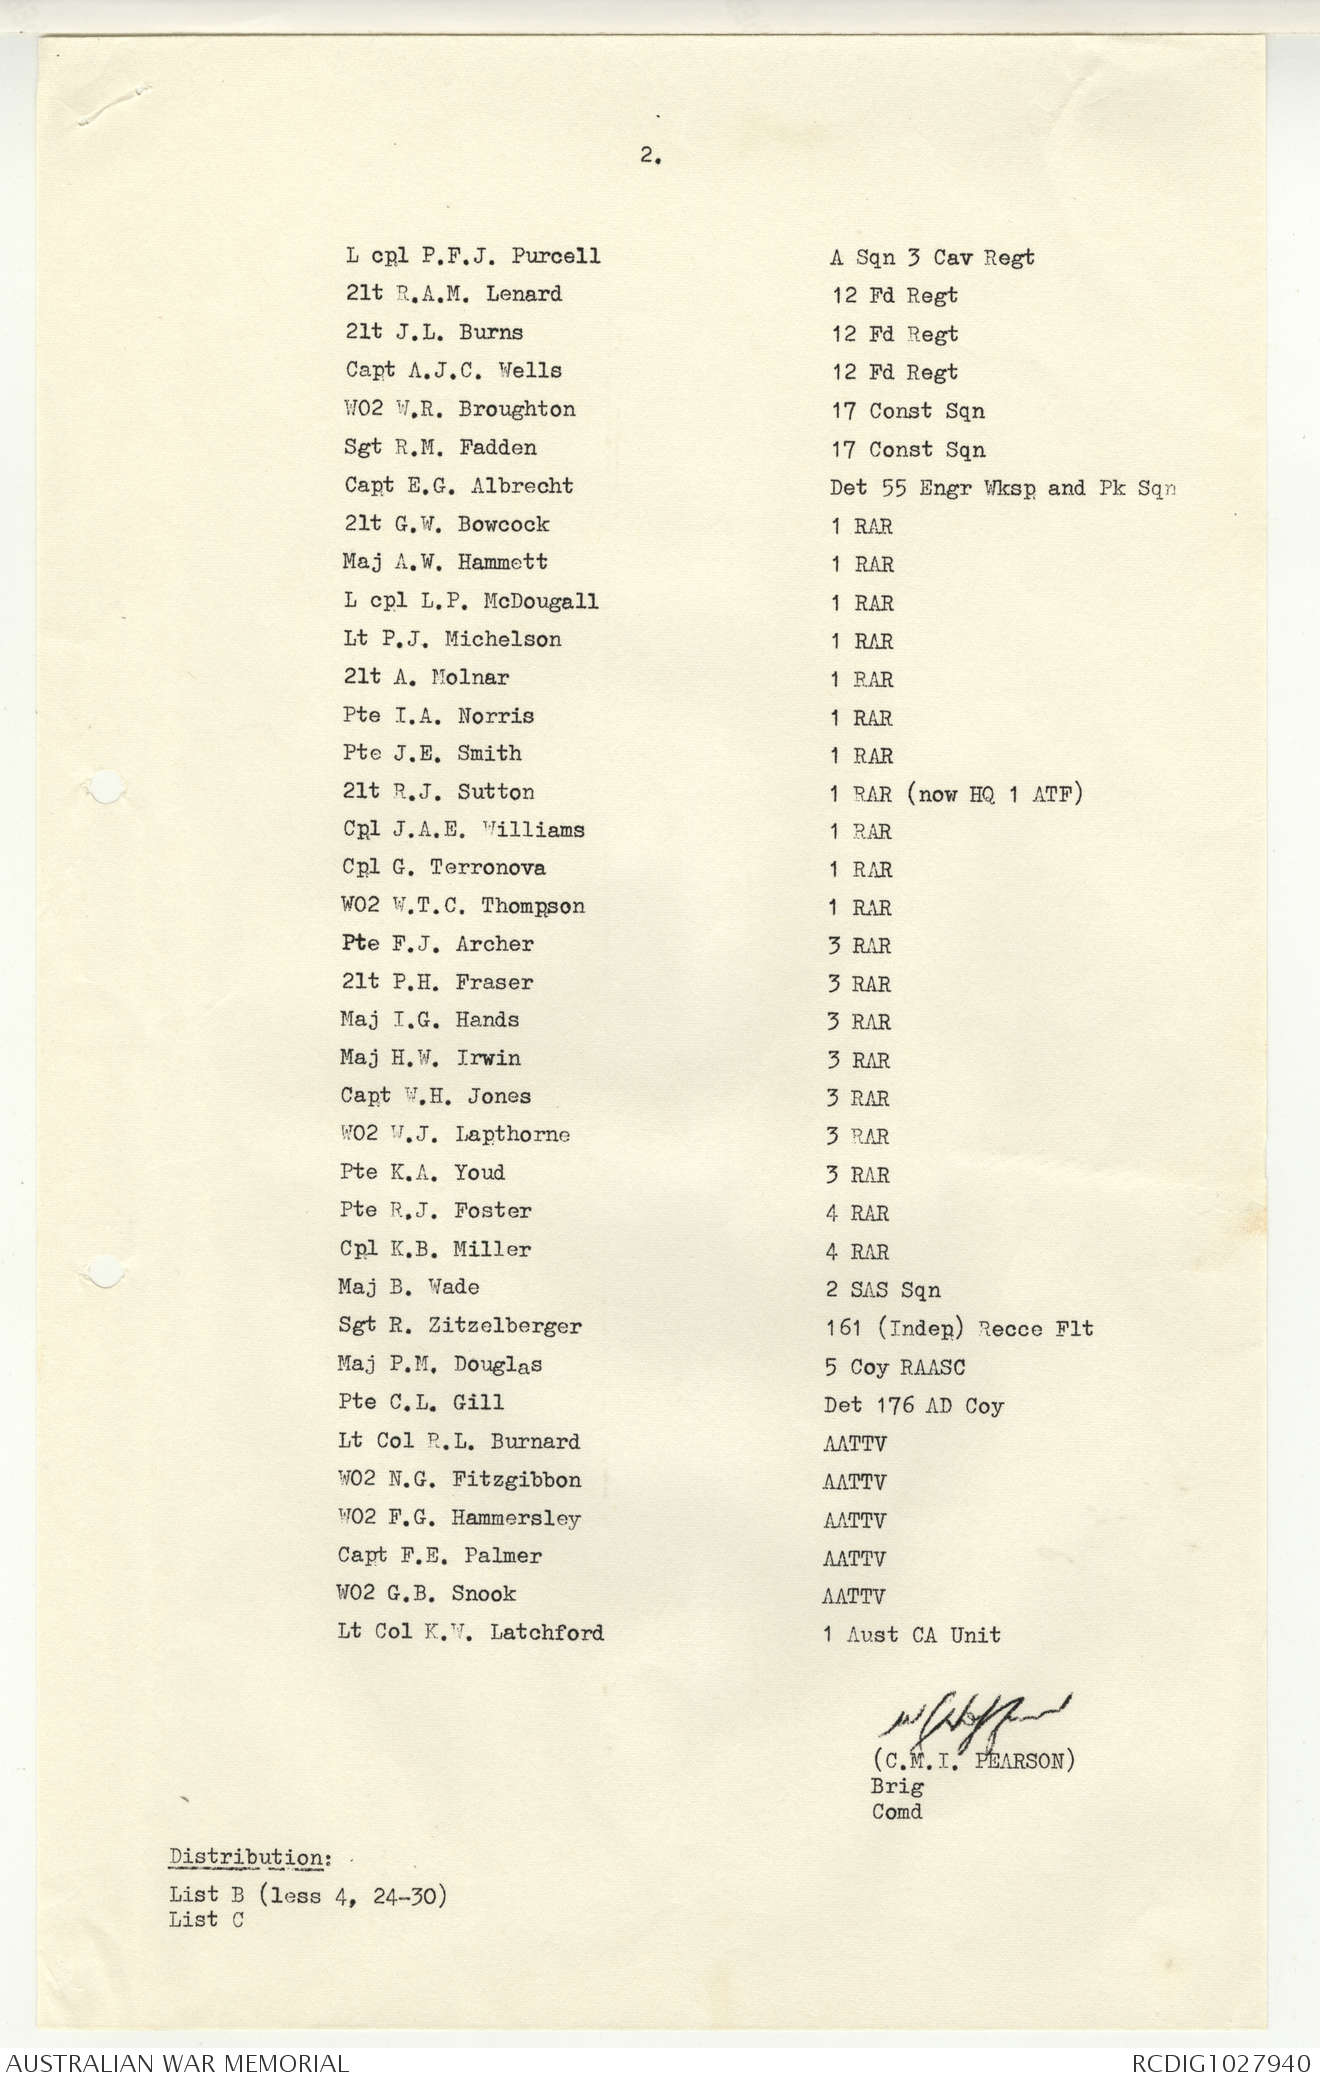 2.
L cpl P.F.J. Purcell A Sqn 3 Cav Regt
2lt R.A.M. Lenard 12 Fd Regt
2lt J.L. Burns 12 Fd Regt
Capt A.J.C. Wells 12 Fd Regt
WO2 W.R. Broughton 17 Const Sqn
Sgt R.M. Fadden 17 Const Sqn
Capt E.G. Albrecht Det 55 Engr Wksp and Pk Sqn
2lt G.W. Bowcock 1 RAR
Maj A.W. Hammett 1 RAR
L cpl L.P. McDougall 1 RAR
Lt P.J. Michelson 1 RAR
2lt A. Molnar 1 RAR
Pte I.A. Norris 1 RAR
Pte J.E. Smith 1 RAR
2lt R.J. Sutton 1 RAR (now HQ 1 ATF)
Cpl J.A.E. Williams 1 RAR
Cpl G. Terronova 1 RAR
WO2 W.T.C. Thompson 1 RAR
Pte F.J. Archer 3 RAR
2lt P.H. Fraser 3 RAR
Maj I.G. Hands 3 RAR
Maj H.W. Irwin 3 RAR
Capt W.H. Jones 3 RAR
WO2 W.J. Lapthorne 3 RAR
Pte K.A. Youd 3 RAR
Pte R.J. Foster 4 RAR
Cpl K.B. Miller 4 RAR
Maj B. Wade 2 SAS Sqn
Sgt R. Zitzelberger 161 (Indep) Recce Flt
Maj P.M. Douglas 5 Coy RAASC
Pte C.L. Gill Det 176 AD Coy
Lt Col R.L. Burnard AATTV
WO2 N.G. Fitzgibbon AATTV
WO2 F.G. Hammersley AATTV
Capt F.E. Palmer AATTV
WO2 G.B. Snook AATTV
Lt Col K.W. Latchford 1 Aust CA Unit
(C.M.I. PEARSON)
Brig
Comd
Distribution:
List B (less 4, 24-30)
List C
AUSTRALIAN WAR MEMORIAL RCDIG1027940